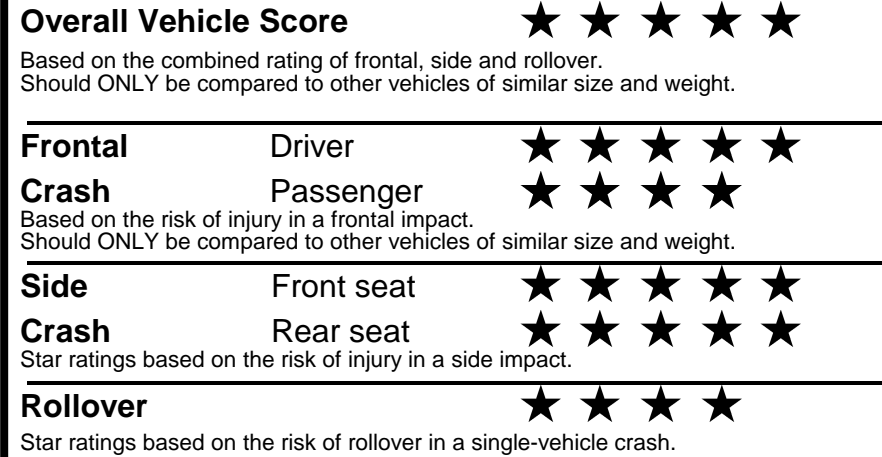 Overall Vehicle Score ★ ★ ★ ★ ★
Based on the combined rating of frontal, side and rollover.
Should ONLY be compared to other vehicles of similar size and weight.
Frontal Driver ★ ★ ★ ★ ★
Crash Passenger ★ ★ ★ ★
Based on the risk of injury in a frontal impact.
Should ONLY be compared to other vehicles of similar size and weight.
Side Front seat ★ ★ ★ ★ ★
Crash Rear seat ★ ★ ★ ★ ★
Star ratings based on the risk of injury in a side impact.
Rollover ★ ★ ★ ★
Star ratings based on the risk of rollover in a single-vehicle crash.